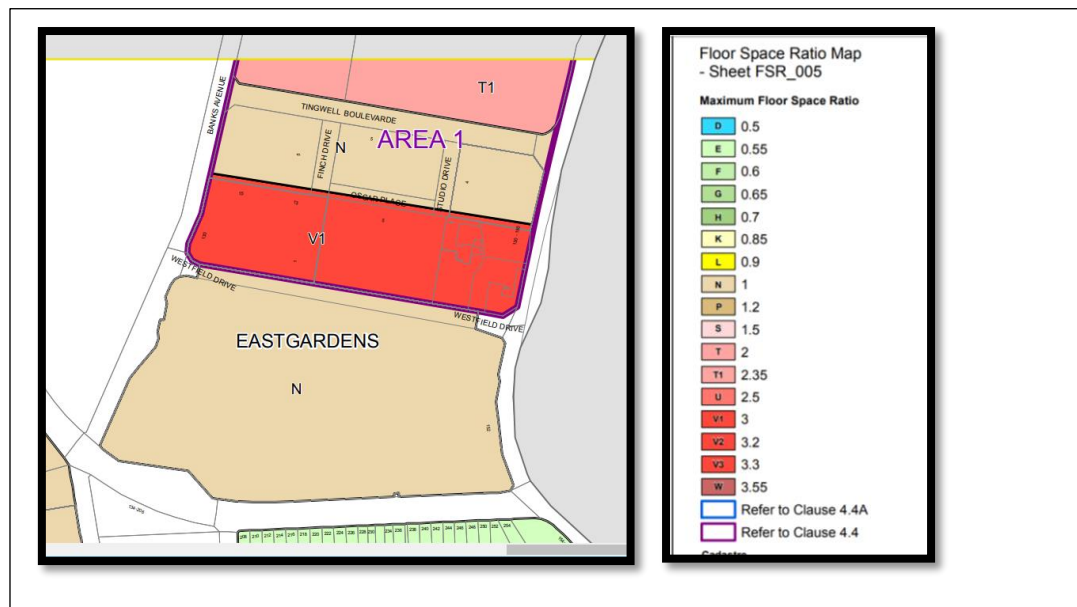 T1
BANKS AVENUE
TINGWELL BOULEVARDE
AREA 1
N
FINCH DRIVE
STUDIO DRIVE
OSCAR PLACE
V1
WESTFIELD DRIVE
WESTFIELD DRIVE
EASTGARDENS
N
Floor Space Ratio Map
- Sheet FSR_005
Maximum Floor Space Ratio
D 0.5
E 0.55
F 0.6
G 0.65
H 0.7
K 0.85
L 0.9
N 1
P 1.2
S 1.5
T 2
T1 2.35
U 2.5
V1 3
V2 3.2
V3 3.3
W 3.55
Refer to Clause 4.4A
Refer to Clause 4.4